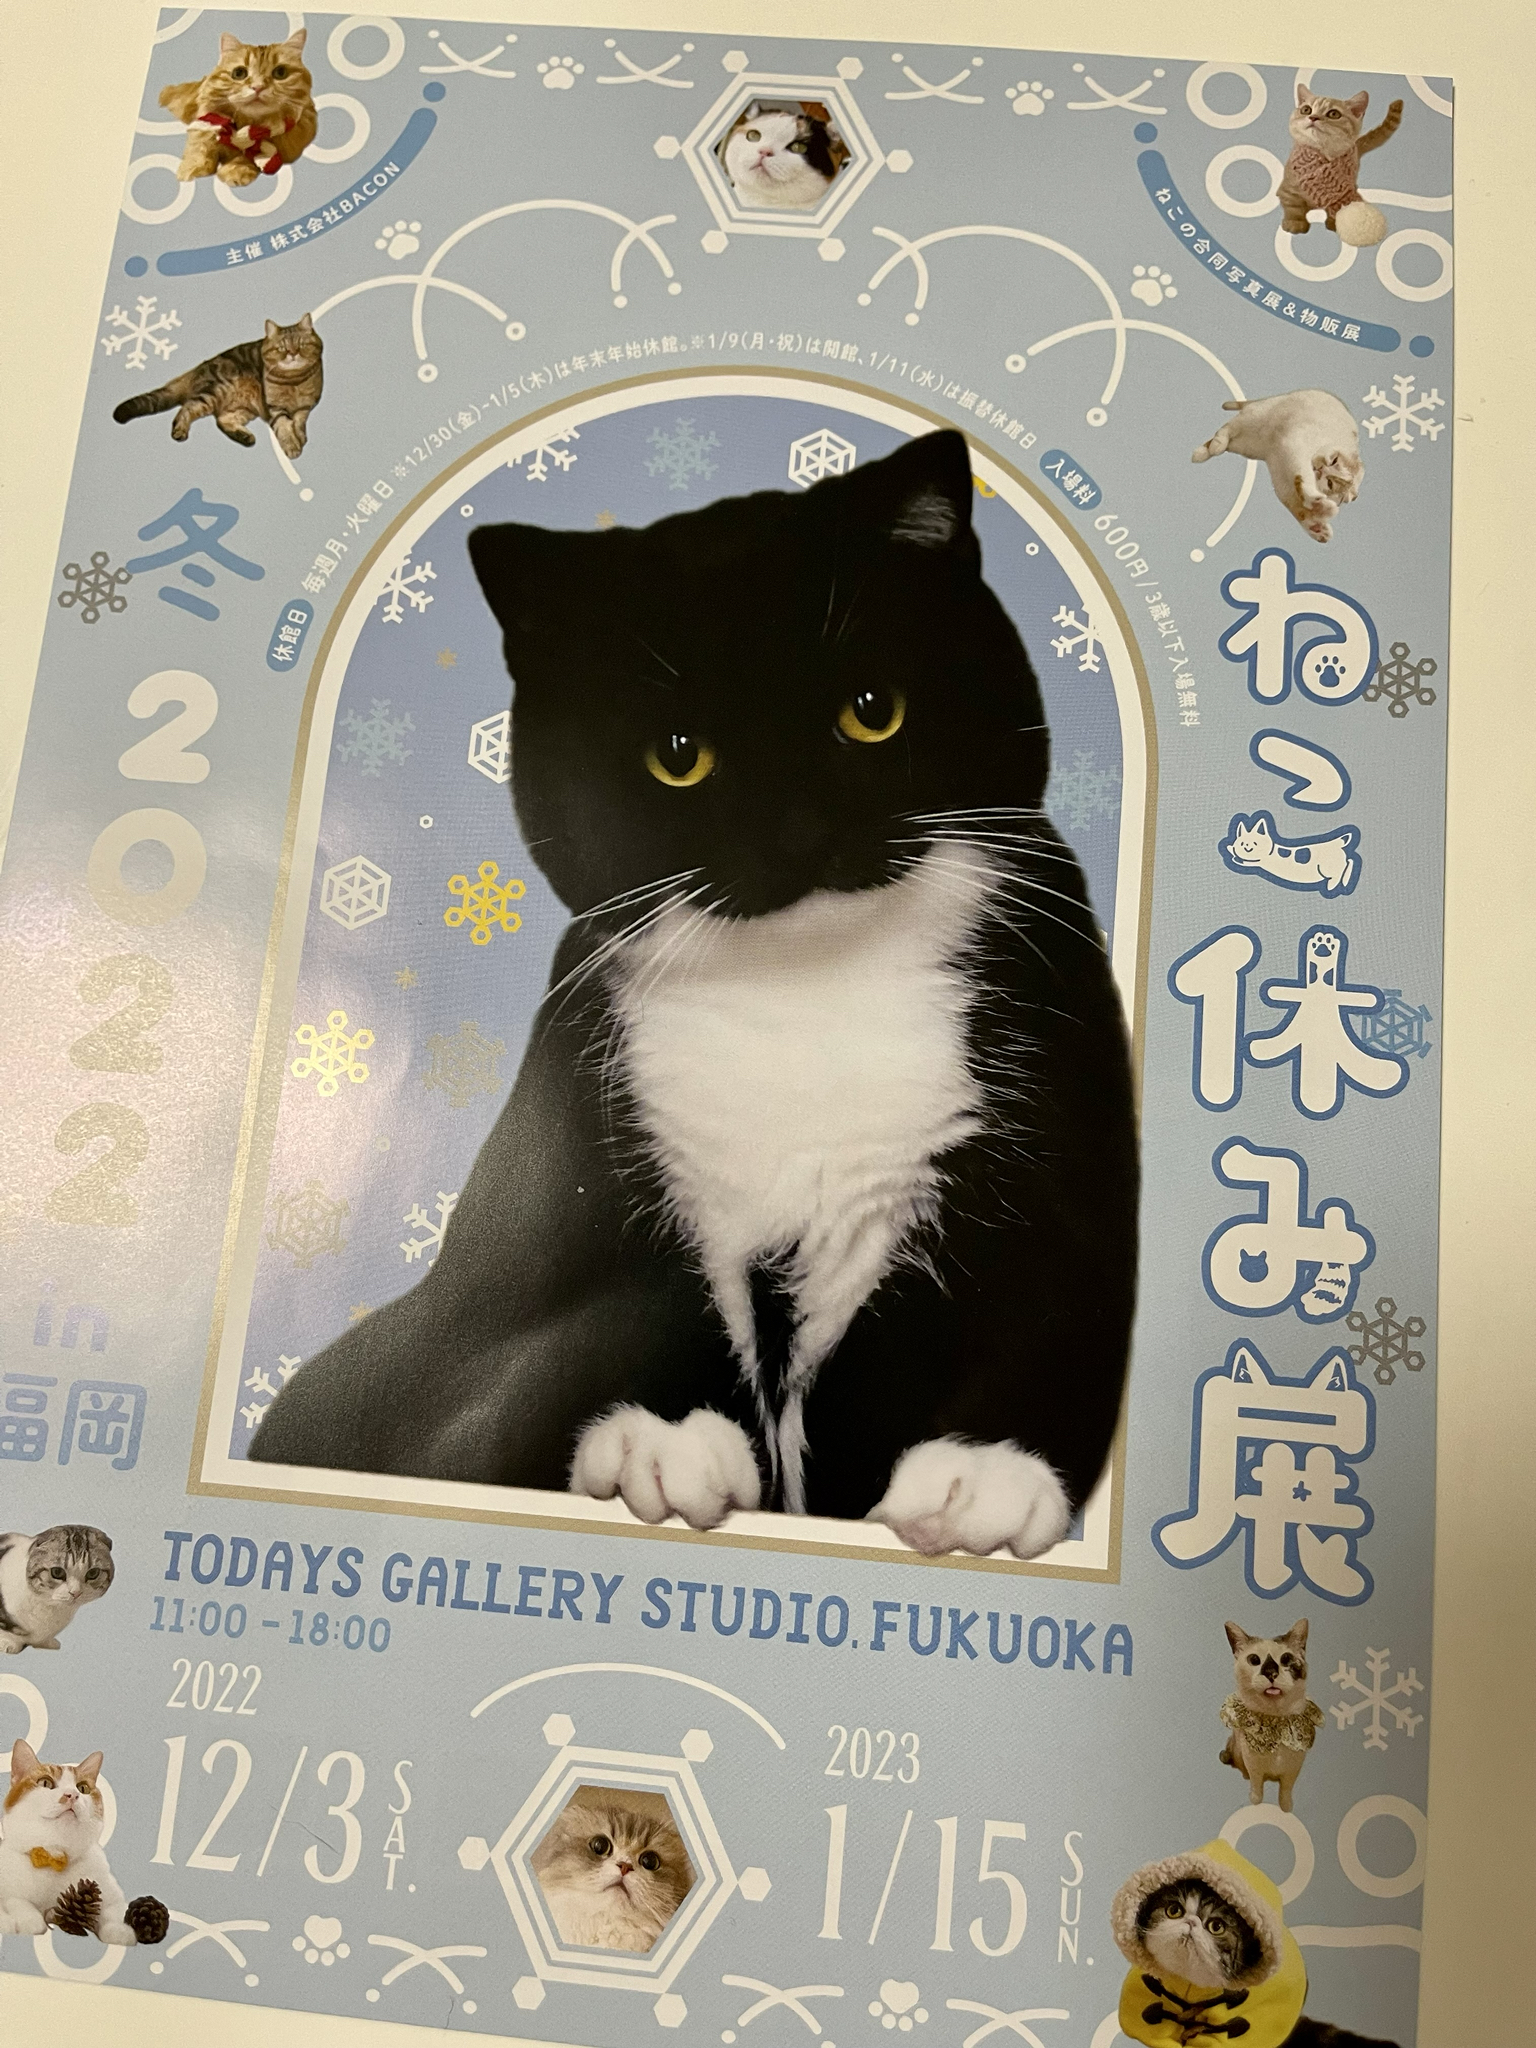 主催 株式会社BACON
ねこの合同写真展&物販展
休館日 毎週月・火曜日 ※12/30(金)-1/5(木)は年末年始休館。※1/9(月・祝)は開館、1/11(水)は振替休館日
入場料 600円/3歳以下入場無料
ねこ休み展
冬
2022
in
福岡
TODAYS GALLERY STUDIO.FUKUOKA
11:00 - 18:00
2022
12/3 SAT.
2023
1/15 SUN.